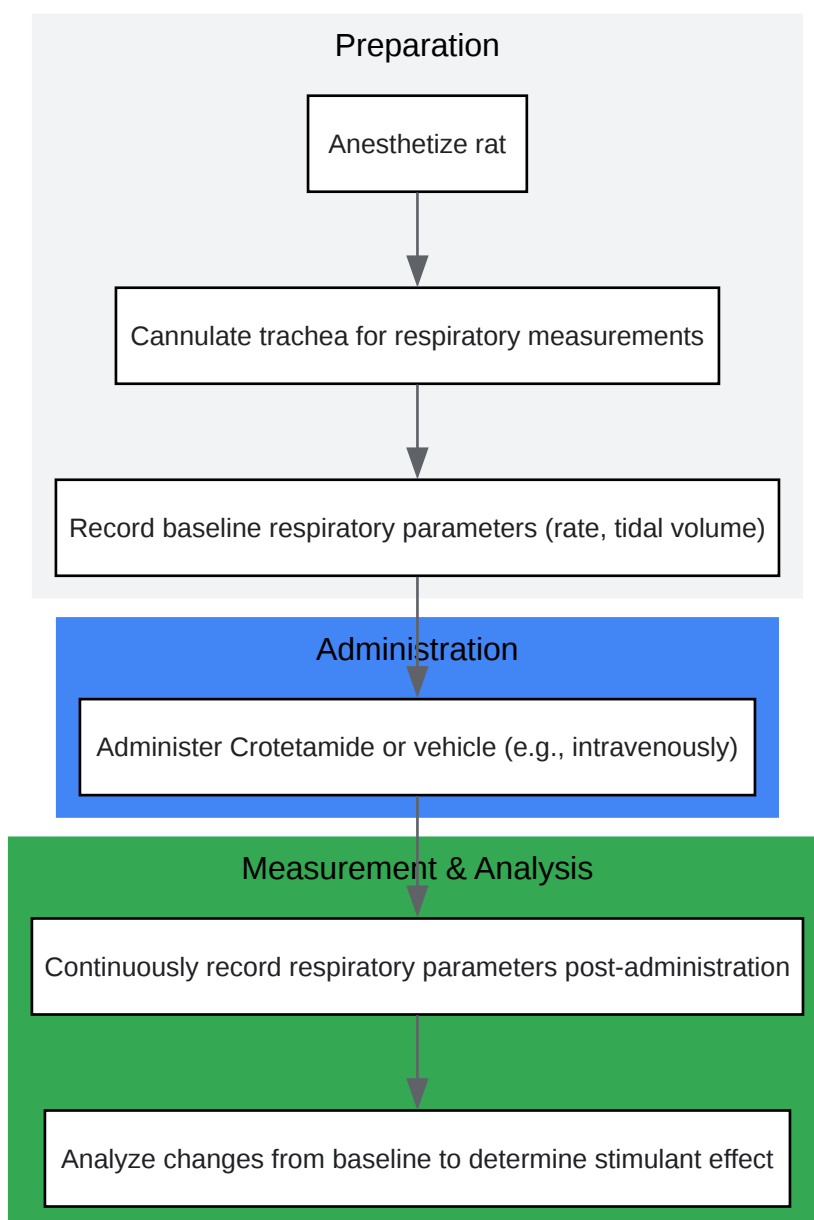 Preparation
Anesthetize rat
Cannulate trachea for respiratory measurements
Record baseline respiratory parameters (rate, tidal volume)
Administration
Administer Crotetamide or vehicle (e.g., intravenously)
Measurement & Analysis
Continuously record respiratory parameters post-administration
Analyze changes from baseline to determine stimulant effect